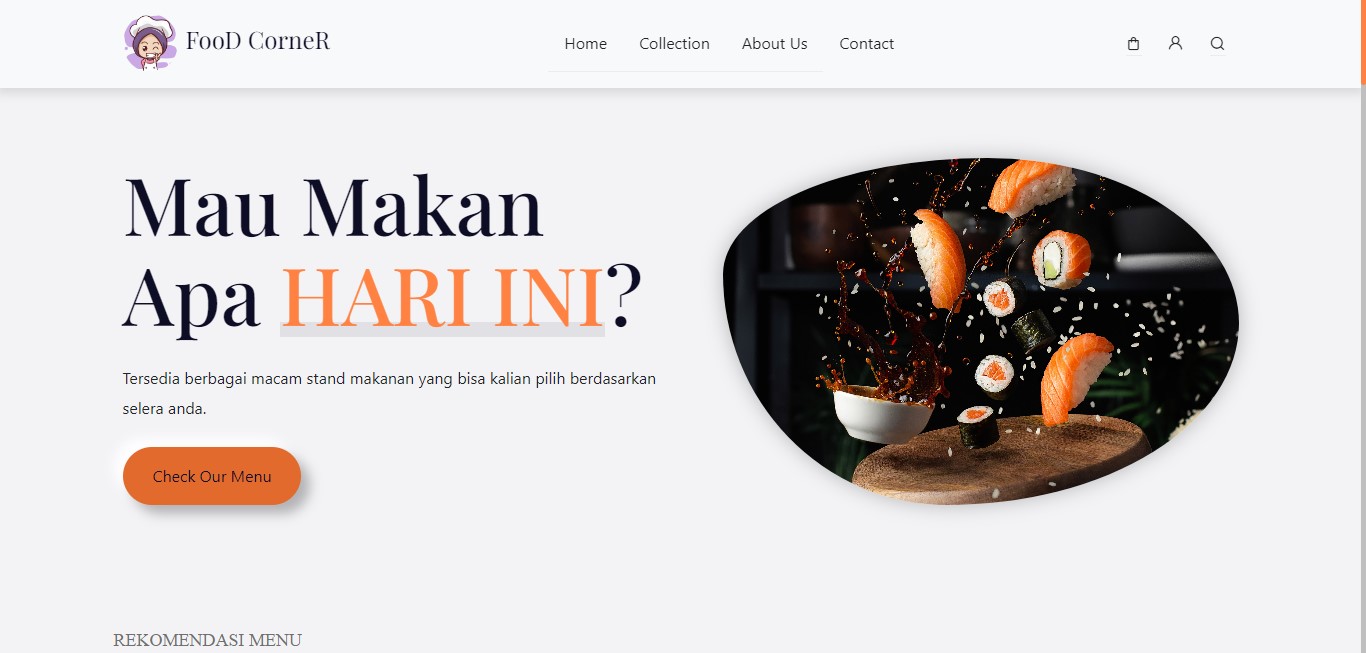 FooD CorneR
Home Collection About Us Contact
Mau Makan
Apa HARI INI?
Tersedia berbagai macam stand makanan yang bisa kalian pilih berdasarkan
selera anda.
Check Our Menu
REKOMENDASI MENU